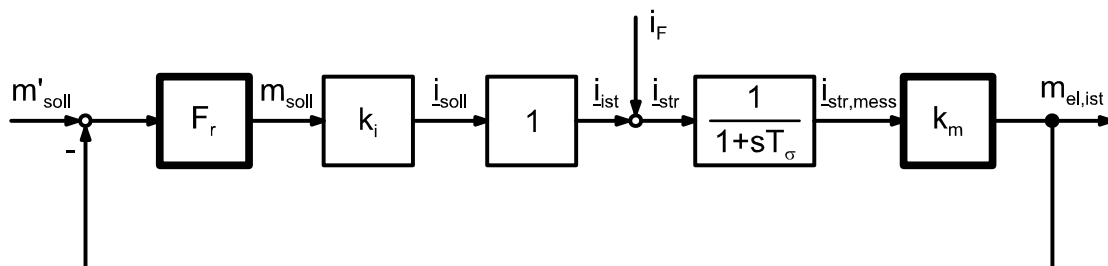 i_F
m'_soll
F_r
m_soll
k_i
i_soll
1
i_ist
i_str
1
1+sT_σ
i_str,mess
k_m
m_el,ist
-